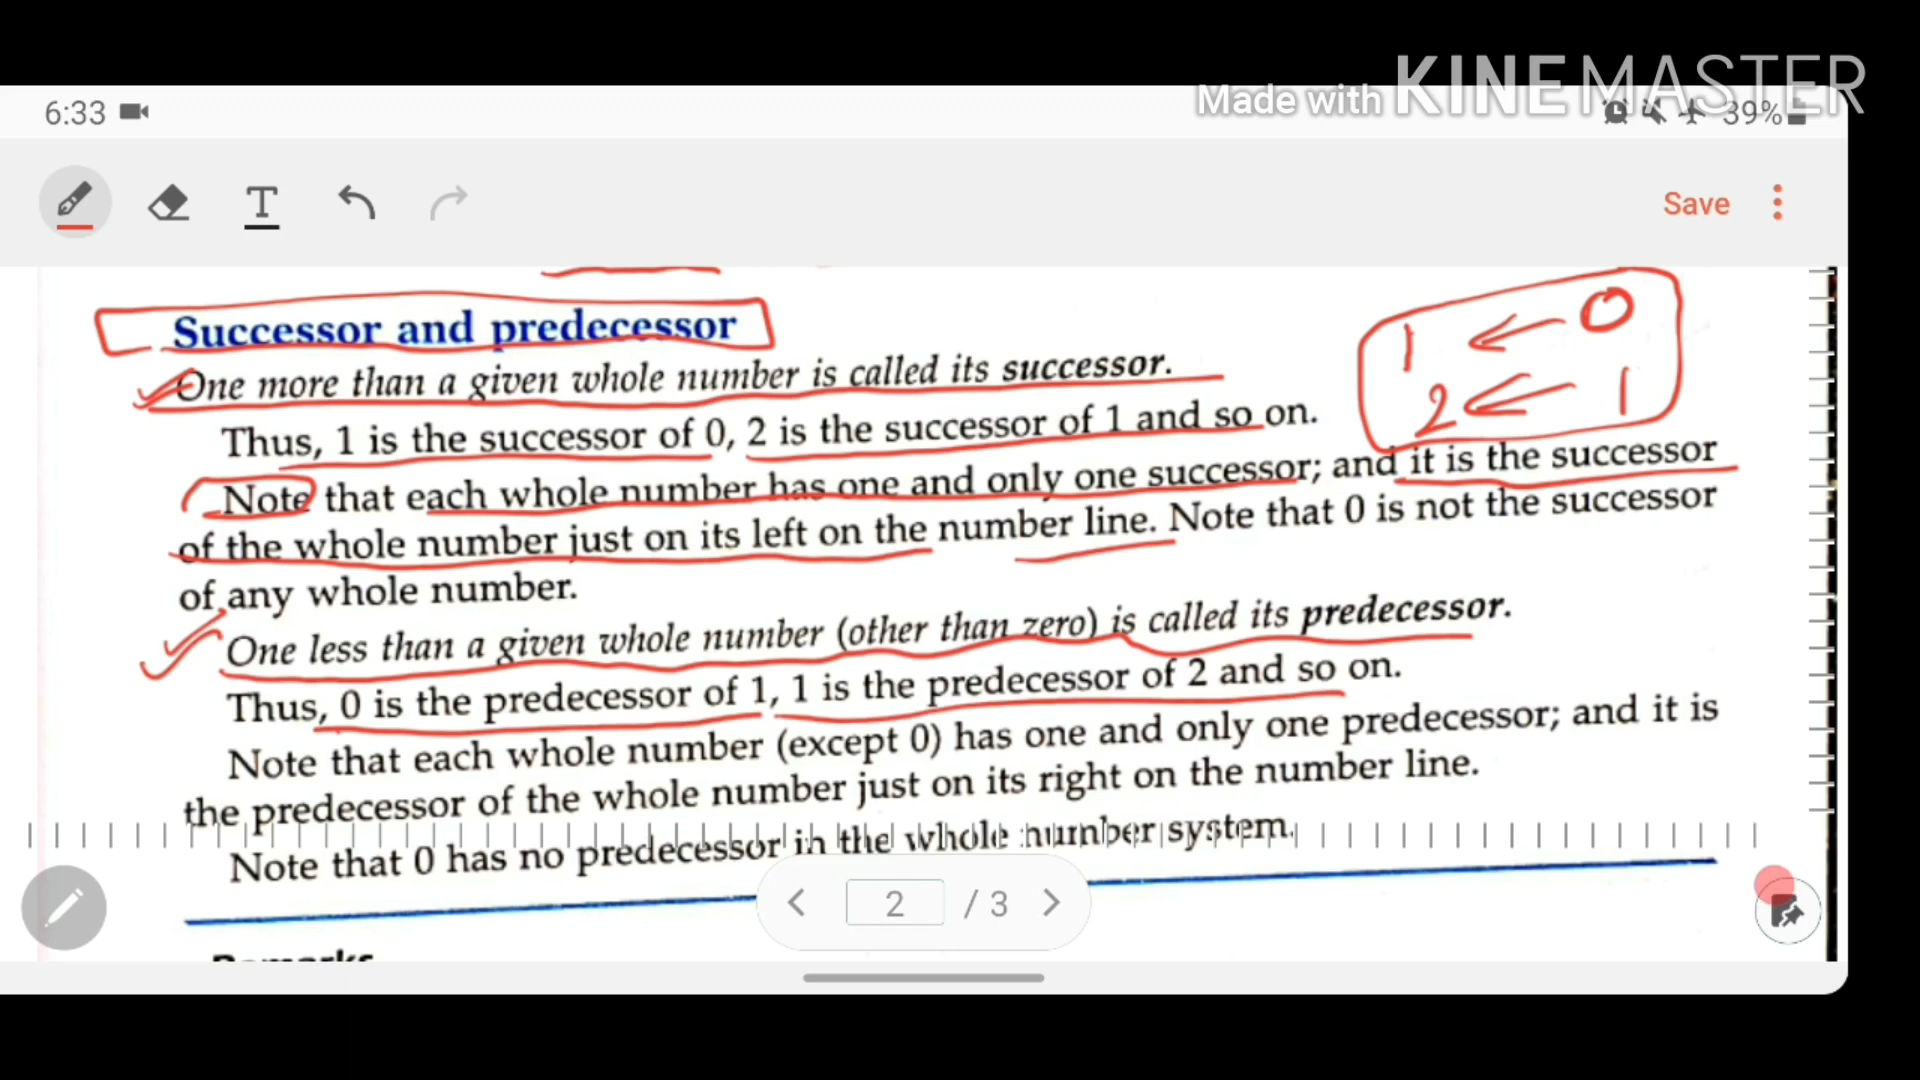 Made with KINEMASTER
6:33 39%
T Save
Successor and predecessor
One more than a given whole number is called its successor.
Thus, 1 is the successor of 0, 2 is the successor of 1 and so on.
Note that each whole number has one and only one successor; and it is the successor
of the whole number just on its left on the number line. Note that 0 is not the successor
of any whole number.
One less than a given whole number (other than zero) is called its predecessor.
Thus, 0 is the predecessor of 1, 1 is the predecessor of 2 and so on.
Note that each whole number (except 0) has one and only one predecessor; and it is
the predecessor of the whole number just on its right on the number line.
Note that 0 has no predecessor in the whole number system.
1 ← 0
2 ← 1
2 / 3
Remarks